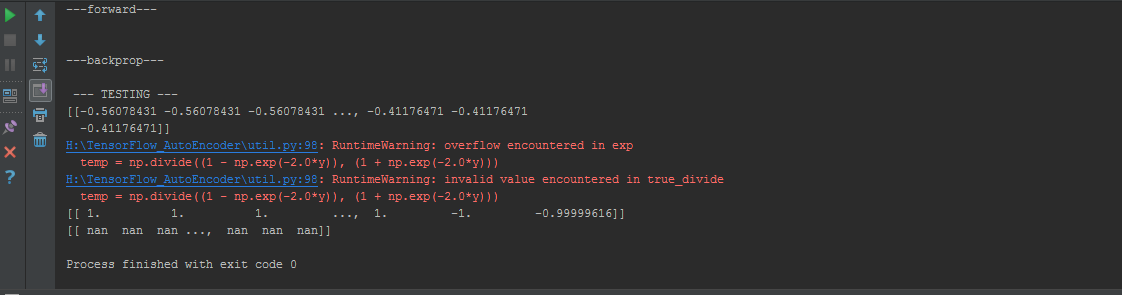 ---forward---
---backprop---
--- TESTING ---
[[-0.56078431 -0.56078431 -0.56078431 ..., -0.41176471 -0.41176471
-0.41176471]]
H:\TensorFlow_AutoEncoder\util.py:98: RuntimeWarning: overflow encountered in exp
temp = np.divide((1 - np.exp(-2.0*y)), (1 + np.exp(-2.0*y)))
H:\TensorFlow_AutoEncoder\util.py:98: RuntimeWarning: invalid value encountered in true_divide
temp = np.divide((1 - np.exp(-2.0*y)), (1 + np.exp(-2.0*y)))
[[ 1. 1. 1. ..., 1. -1. -0.99999616]]
[[ nan nan nan ..., nan nan nan]]
Process finished with exit code 0